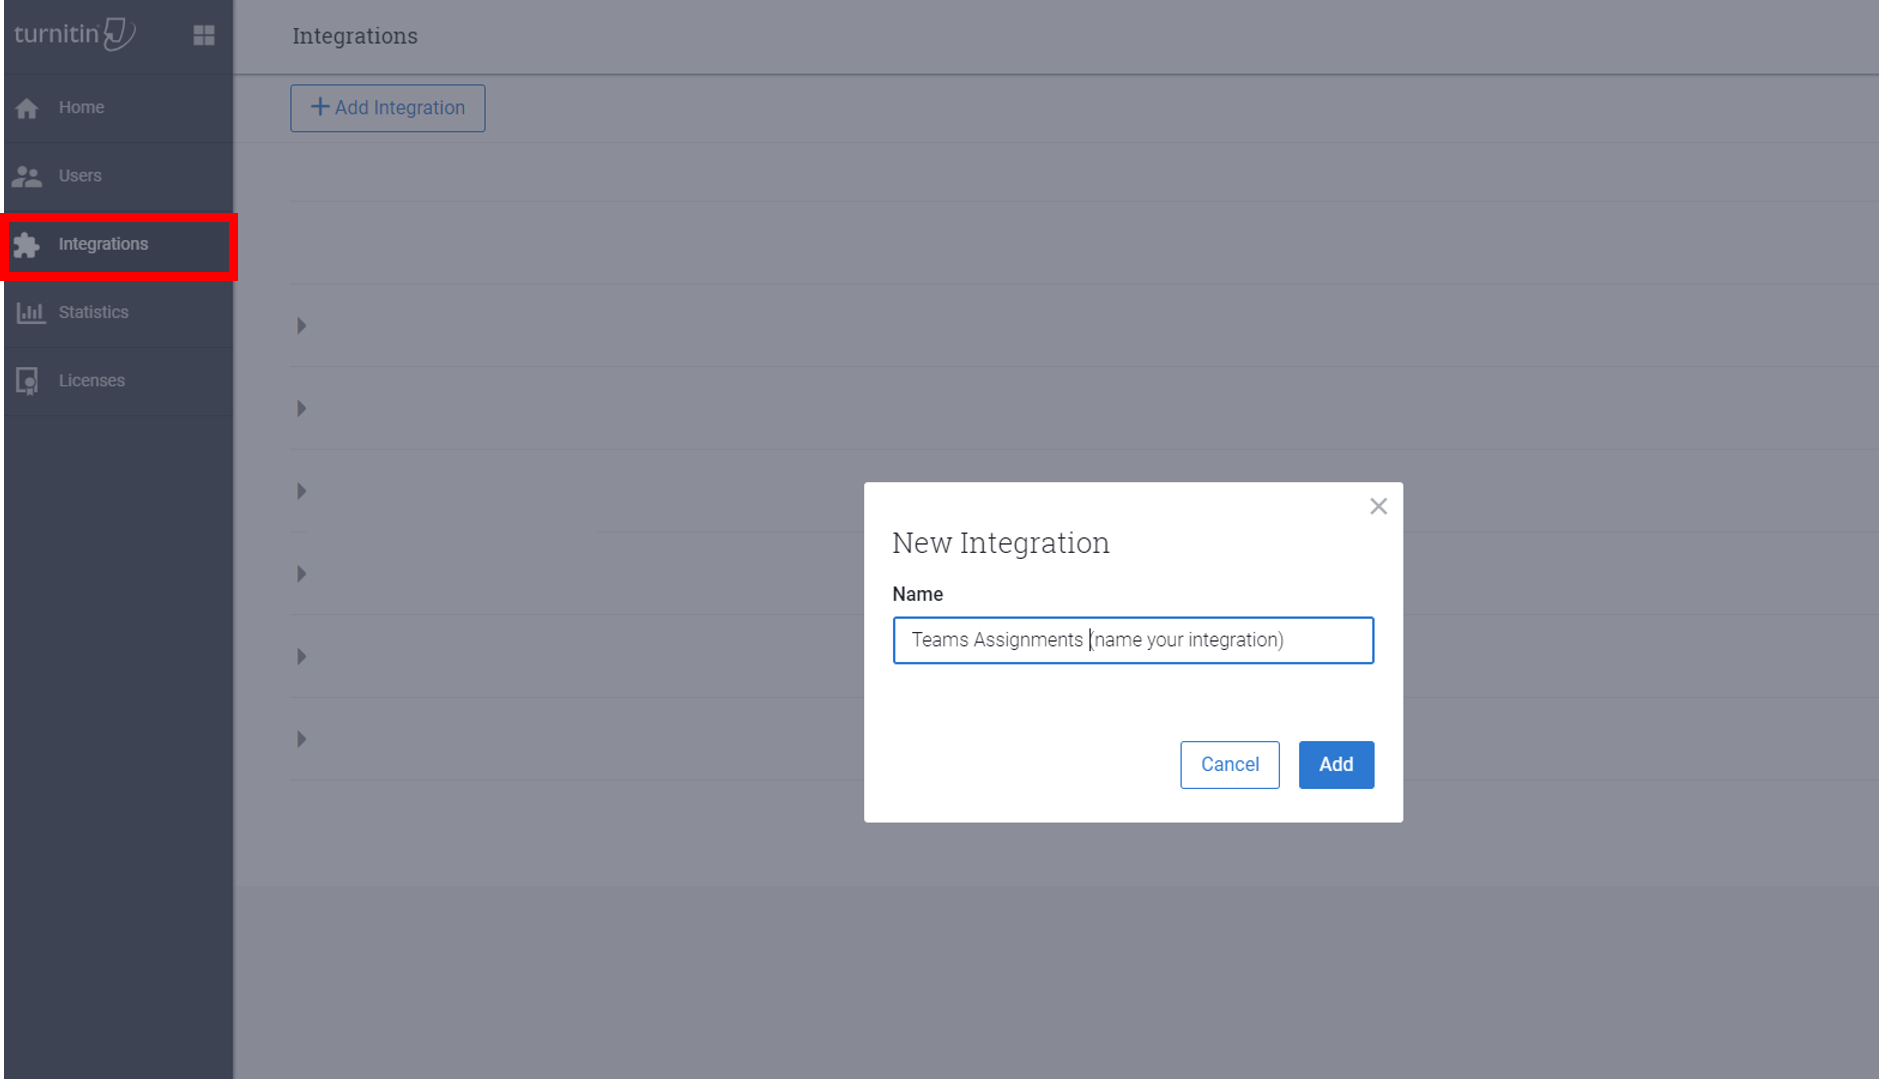 turnitin
Home
Users
Integrations
Statistics
Licenses
Integrations
+ Add Integration
New Integration
Name
Teams Assignments (name your integration)
Cancel
Add